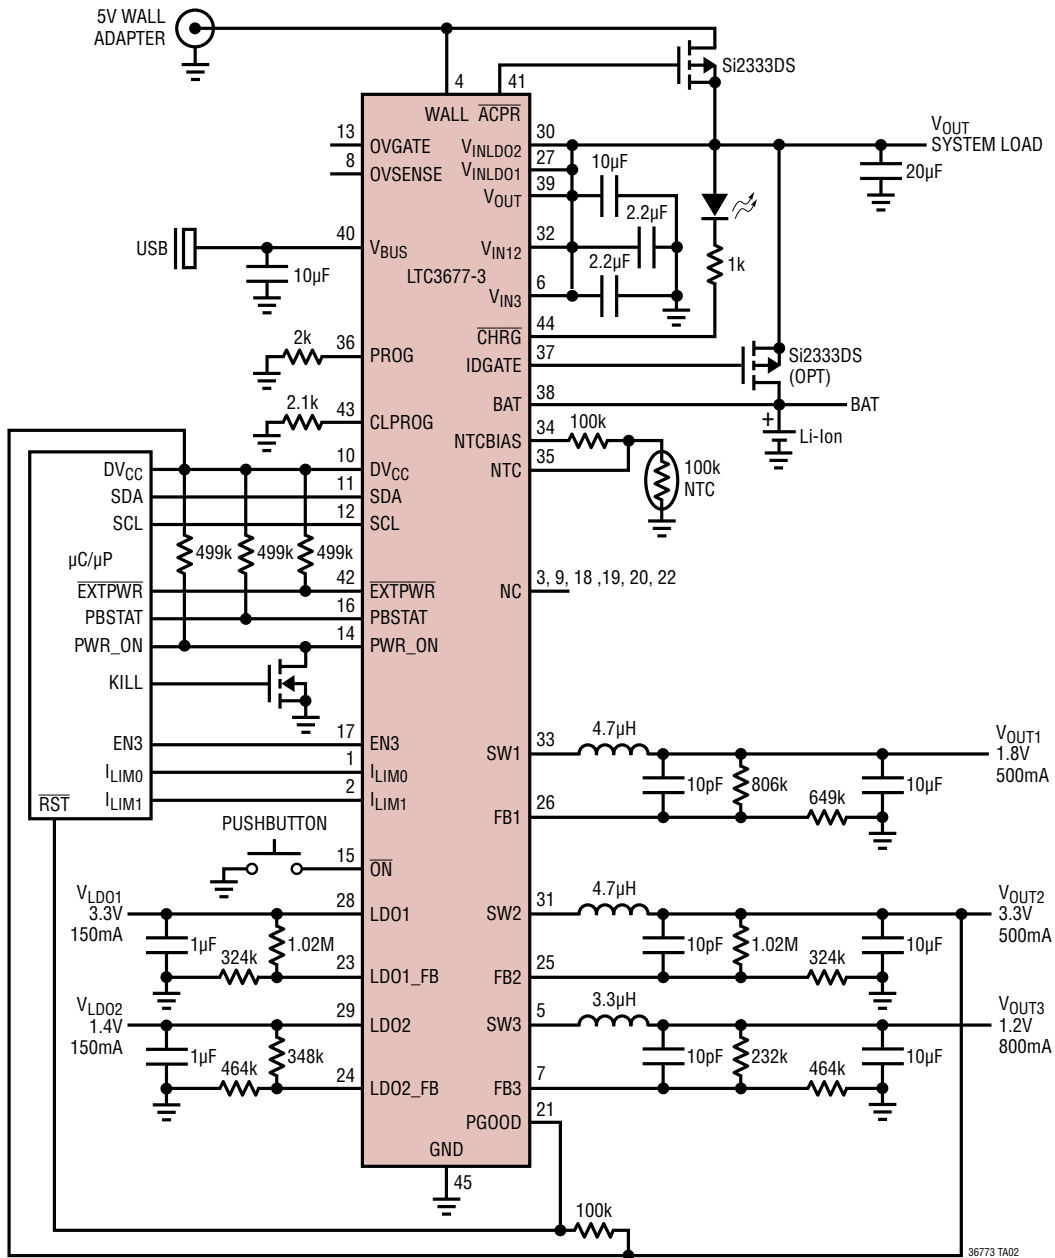 5V WALL
ADAPTER
4
41
Si2333DS
WALL
ACPR
13
OVGATE
8
OVSENSE
VINLDO2
30
VINLDO1
27
VOUT
39
10µF
2.2µF
VOUT
SYSTEM LOAD
20µF
USB
40
VBUS
10µF
LTC3677-3
VIN12
32
2.2µF
VIN3
6
1k
CHRG
44
2k
36
PROG
IDGATE
37
Si2333DS
(OPT)
BAT
38
BAT
2.1k
43
CLPROG
+
Li-Ion
NTCBIAS
34
100k
NTC
35
100k
NTC
DVCC
10
DVCC
SDA
11
SDA
SCL
12
SCL
µC/µP
499k
499k
499k
EXTPWR
42
EXTPWR
NC
3, 9, 18 ,19, 20, 22
PBSTAT
16
PBSTAT
PWR_ON
14
PWR_ON
KILL
EN3
17
EN3
ILIM0
1
ILIM0
ILIM1
2
ILIM1
RST
SW1
33
4.7µH
VOUT1
1.8V
500mA
10pF
806k
10µF
FB1
26
649k
PUSHBUTTON
15
ON
VLDO1
3.3V
150mA
28
LDO1
1µF
1.02M
324k
23
LDO1_FB
SW2
31
4.7µH
VOUT2
3.3V
500mA
10pF
1.02M
10µF
FB2
25
324k
VLDO2
1.4V
150mA
29
LDO2
1µF
348k
464k
24
LDO2_FB
SW3
5
3.3µH
VOUT3
1.2V
800mA
10pF
232k
10µF
FB3
7
464k
PGOOD
21
GND
45
100k
36773 TA02